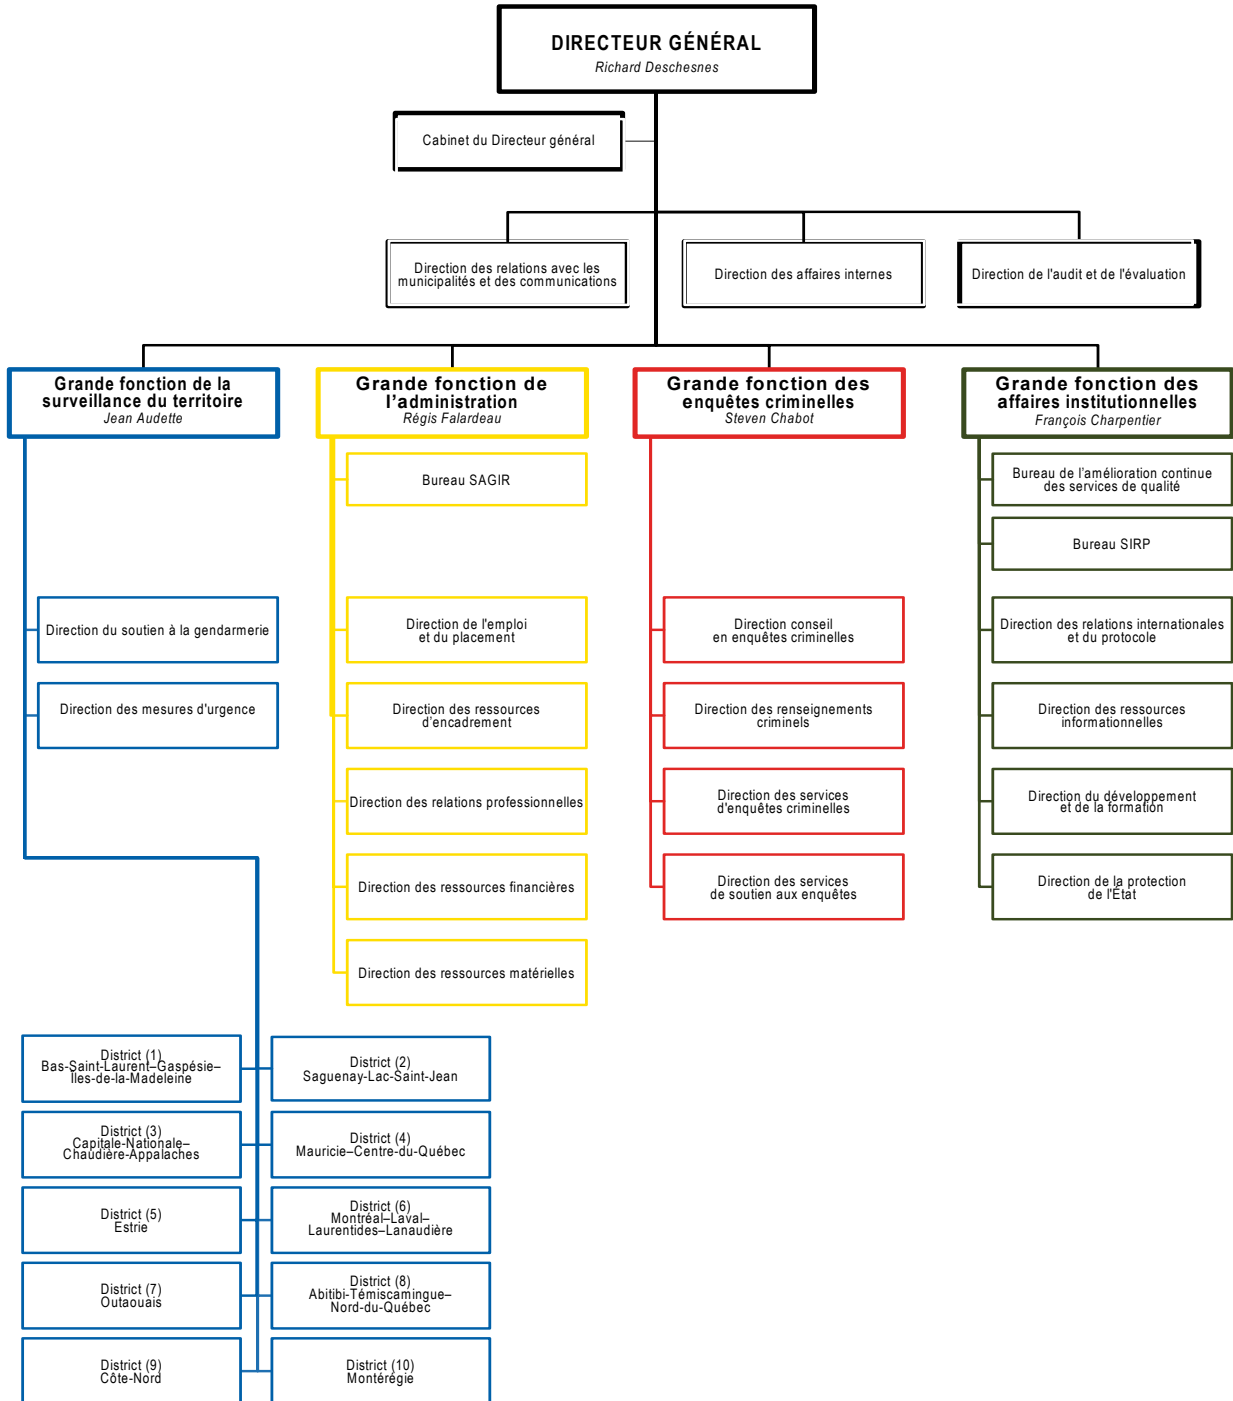 DIRECTEUR GÉNÉRAL
Richard Deschesnes
Cabinet du Directeur général
Direction des relations avec les
municipalités et des communications
Direction des affaires internes
Direction de l'audit et de l'évaluation
Grande fonction de la
surveillance du territoire
Jean Audette
Grande fonction de
l'administration
Régis Falardeau
Grande fonction des
enquêtes criminelles
Steven Chabot
Grande fonction des
affaires institutionnelles
François Charpentier
Bureau SAGIR
Bureau de l'amélioration continue
des services de qualité
Bureau SIRP
Direction du soutien à la gendarmerie
Direction de l'emploi
et du placement
Direction conseil
en enquêtes criminelles
Direction des relations internationales
et du protocole
Direction des mesures d'urgence
Direction des ressources
d'encadrement
Direction des renseignements
criminels
Direction des ressources
informationnelles
Direction des relations professionnelles
Direction des services
d'enquêtes criminelles
Direction du développement
et de la formation
Direction des ressources financières
Direction des services
de soutien aux enquêtes
Direction de la protection
de l'État
Direction des ressources matérielles
District (1)
Bas-Saint-Laurent–Gaspésie–
Îles-de-la-Madeleine
District (2)
Saguenay-Lac-Saint-Jean
District (3)
Capitale-Nationale–
Chaudière-Appalaches
District (4)
Mauricie–Centre-du-Québec
District (5)
Estrie
District (6)
Montréal–Laval–
Laurentides–Lanaudière
District (7)
Outaouais
District (8)
Abitibi-Témiscamingue–
Nord-du-Québec
District (9)
Côte-Nord
District (10)
Montérégie